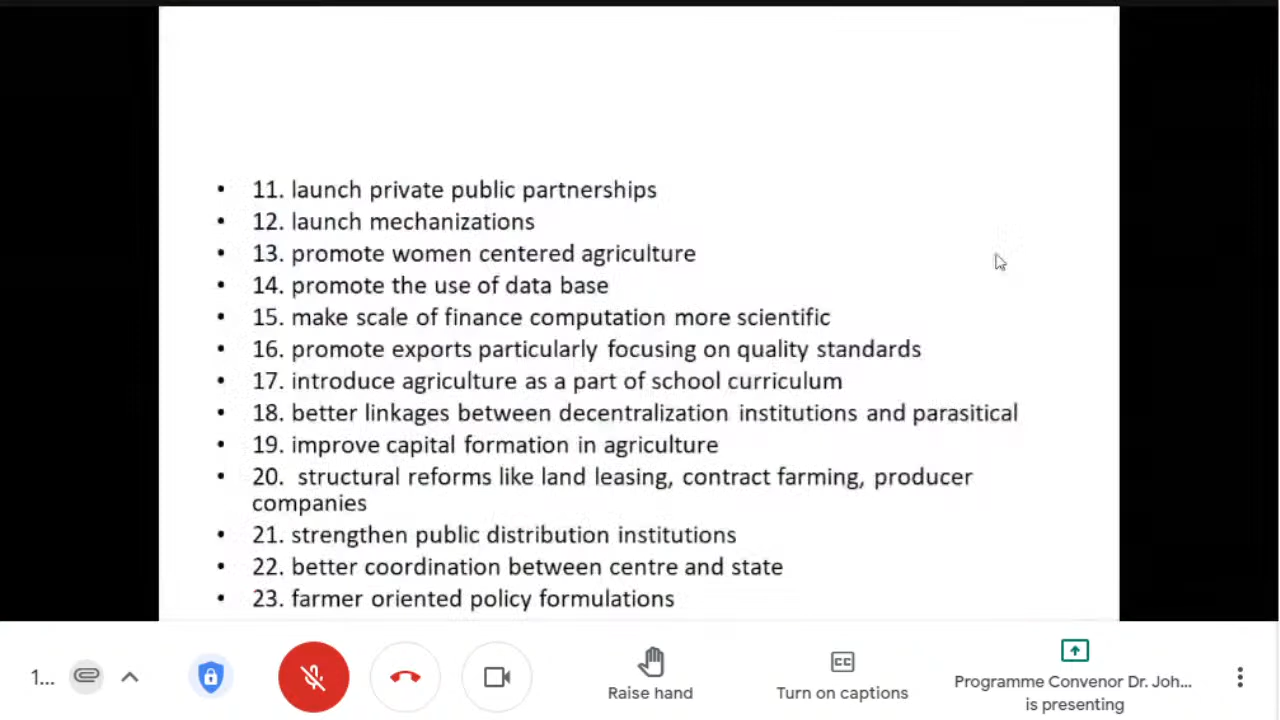 • 11. launch private public partnerships
• 12. launch mechanizations
• 13. promote women centered agriculture
• 14. promote the use of data base
• 15. make scale of finance computation more scientific
• 16. promote exports particularly focusing on quality standards
• 17. introduce agriculture as a part of school curriculum
• 18. better linkages between decentralization institutions and parasitical
• 19. improve capital formation in agriculture
• 20. structural reforms like land leasing, contract farming, producer
companies
• 21. strengthen public distribution institutions
• 22. better coordination between centre and state
• 23. farmer oriented policy formulations
1...
Raise hand
CC
Turn on captions
Programme Convenor Dr. Joh...
is presenting